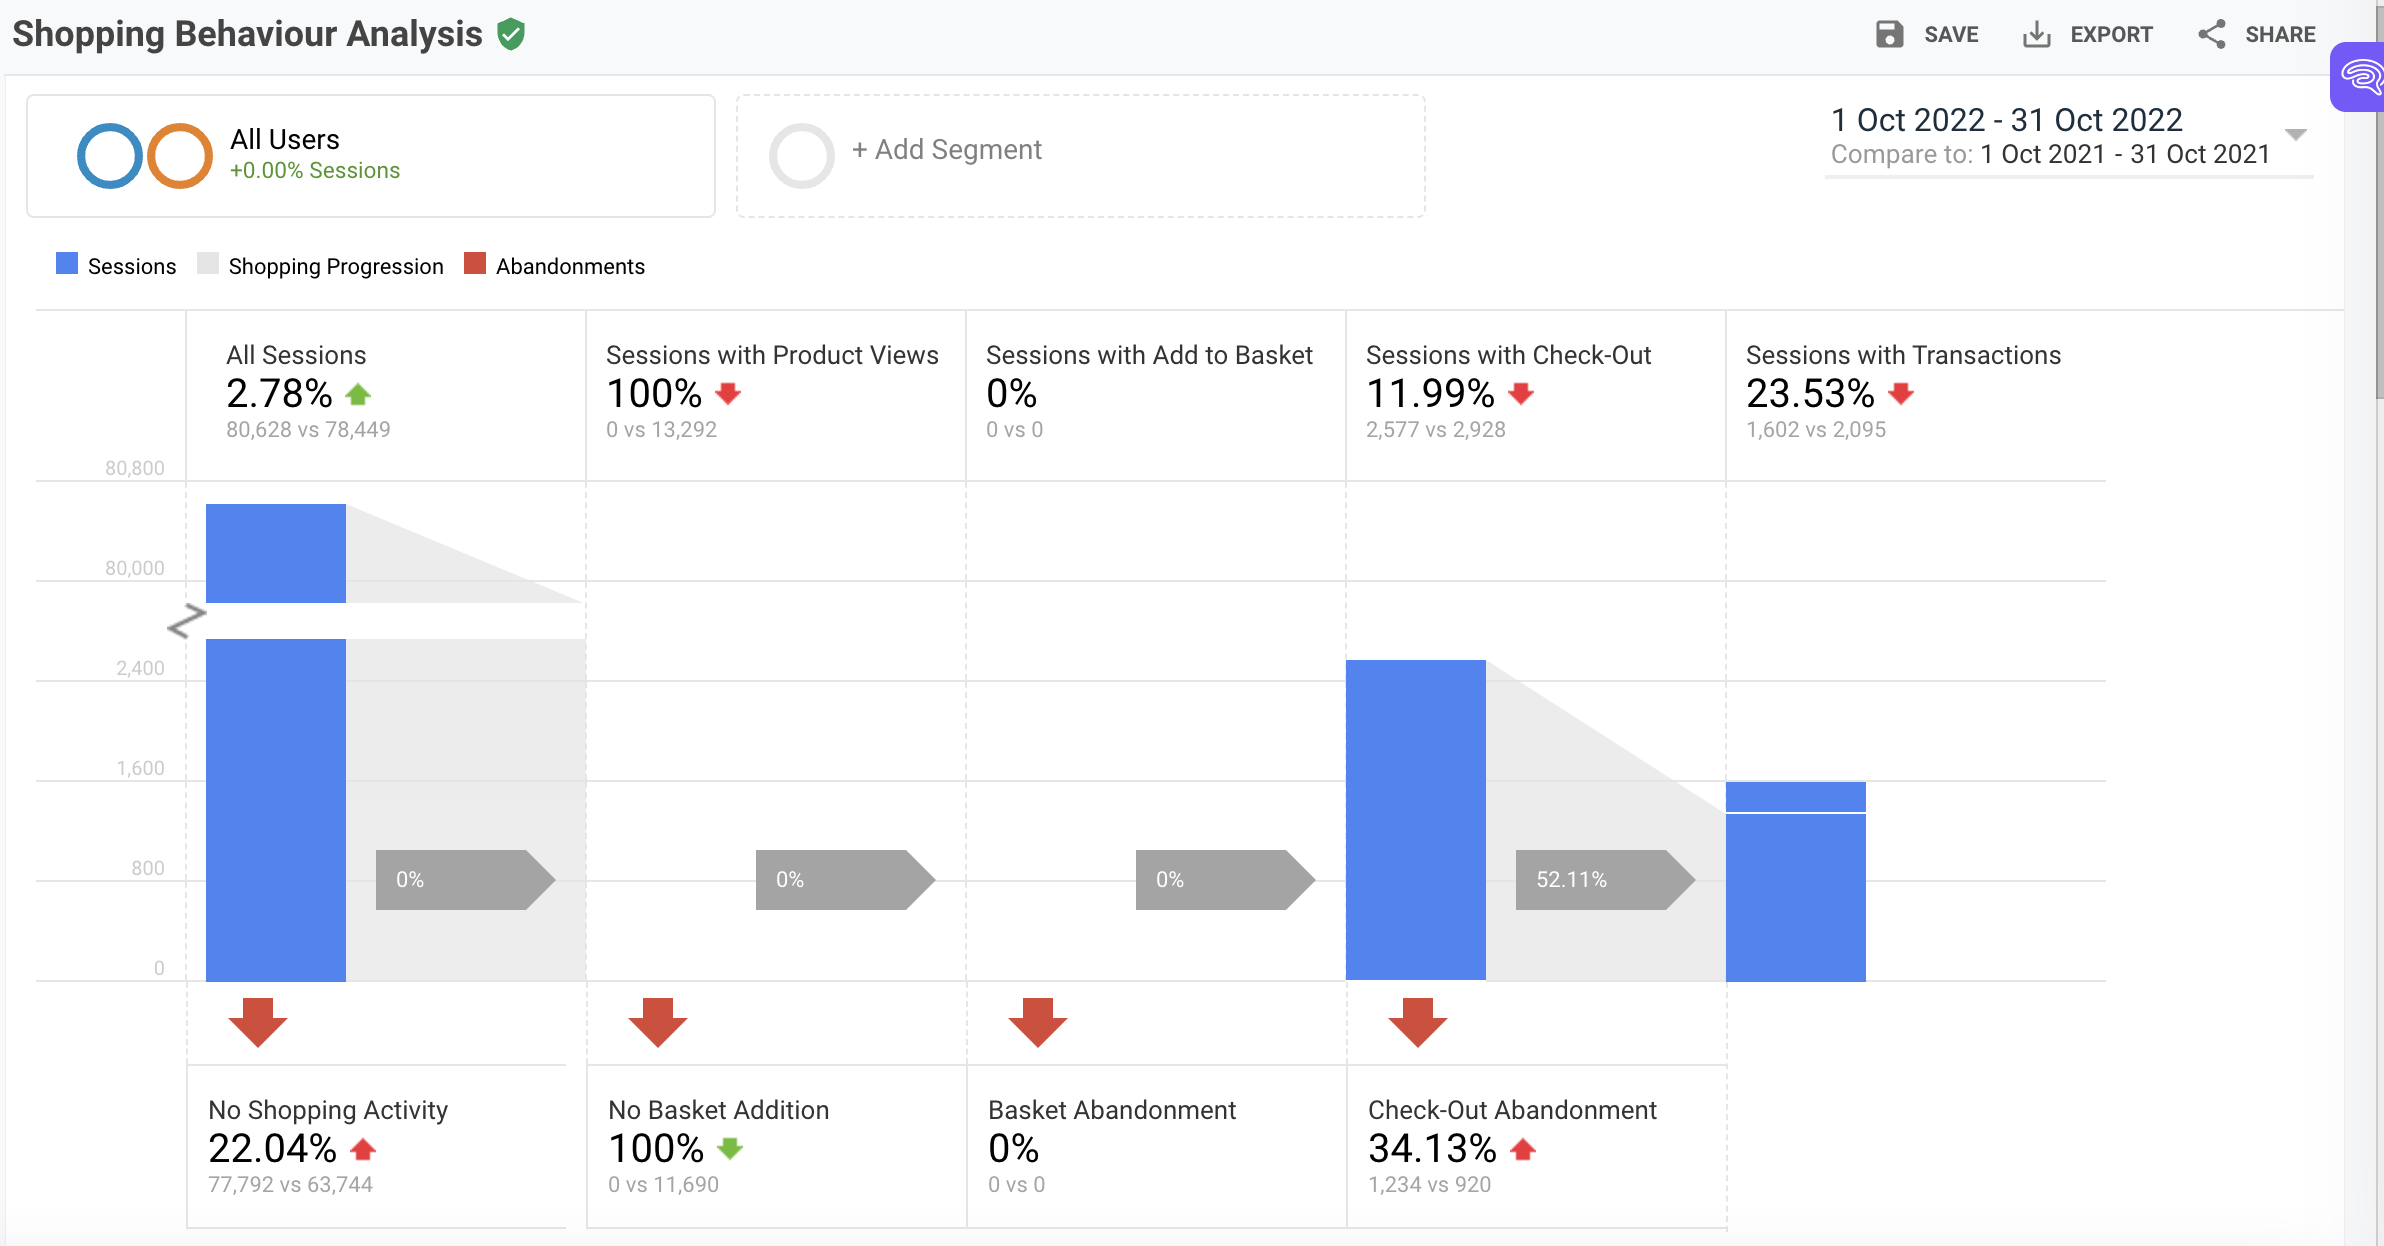 Shopping Behaviour Analysis
SAVE
EXPORT
SHARE
All Users
+0.00% Sessions
+ Add Segment
1 Oct 2022 - 31 Oct 2022
Compare to: 1 Oct 2021 - 31 Oct 2021
Sessions
Shopping Progression
Abandonments
All Sessions
2.78%
80,628 vs 78,449
Sessions with Product Views
100%
0 vs 13,292
Sessions with Add to Basket
0%
0 vs 0
Sessions with Check-Out
11.99%
2,577 vs 2,928
Sessions with Transactions
23.53%
1,602 vs 2,095
80,800
80,000
2,400
1,600
800
0
0%
0%
0%
52.11%
No Shopping Activity
22.04%
77,792 vs 63,744
No Basket Addition
100%
0 vs 11,690
Basket Abandonment
0%
0 vs 0
Check-Out Abandonment
34.13%
1,234 vs 920